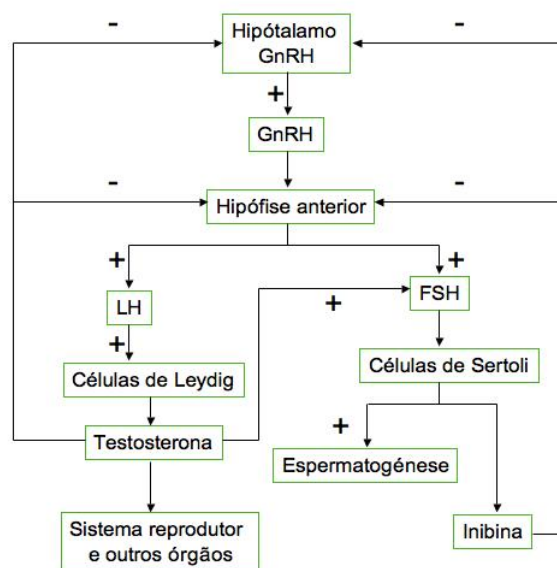 -
-
Hipótalamo
GnRH
+
GnRH
-
-
Hipófise anterior
+
+
LH
+
FSH
+
Células de Leydig
Células de Sertoli
Testosterona
+
Espermatogénese
Sistema reprodutor
e outros órgãos
Inibina